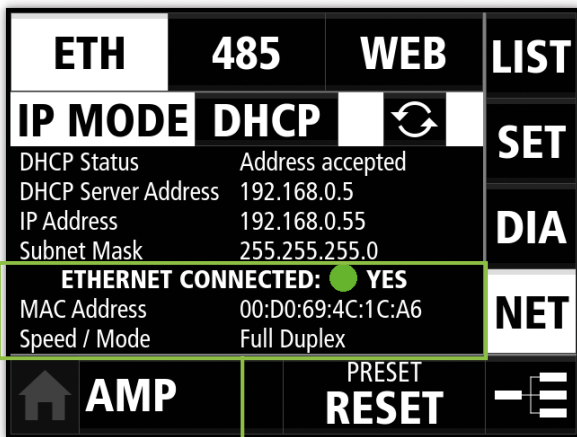 ETH 485 WEB LIST
IP MODE DHCP
SET
DHCP Status Address accepted
DHCP Server Address 192.168.0.5
IP Address 192.168.0.55
DIA
Subnet Mask 255.255.255.0
ETHERNET CONNECTED: YES
MAC Address 00:D0:69:4C:1C:A6
NET
Speed / Mode Full Duplex
AMP
PRESET
RESET